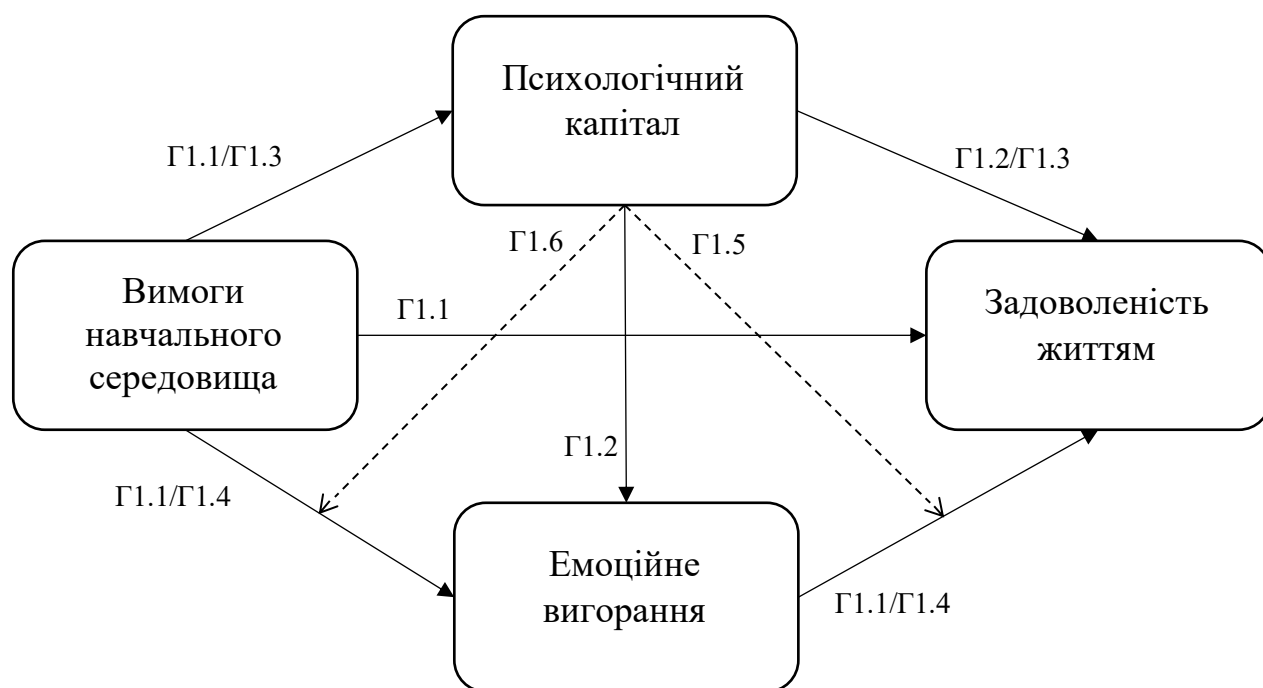 Психологічний
капітал
Г1.1/Г1.3
Г1.2/Г1.3
Г1.6
Г1.5
Вимоги
навчального
середовища
Г1.1
Задоволеність
життям
Г1.2
Г1.1/Г1.4
Емоційне
вигорання
Г1.1/Г1.4